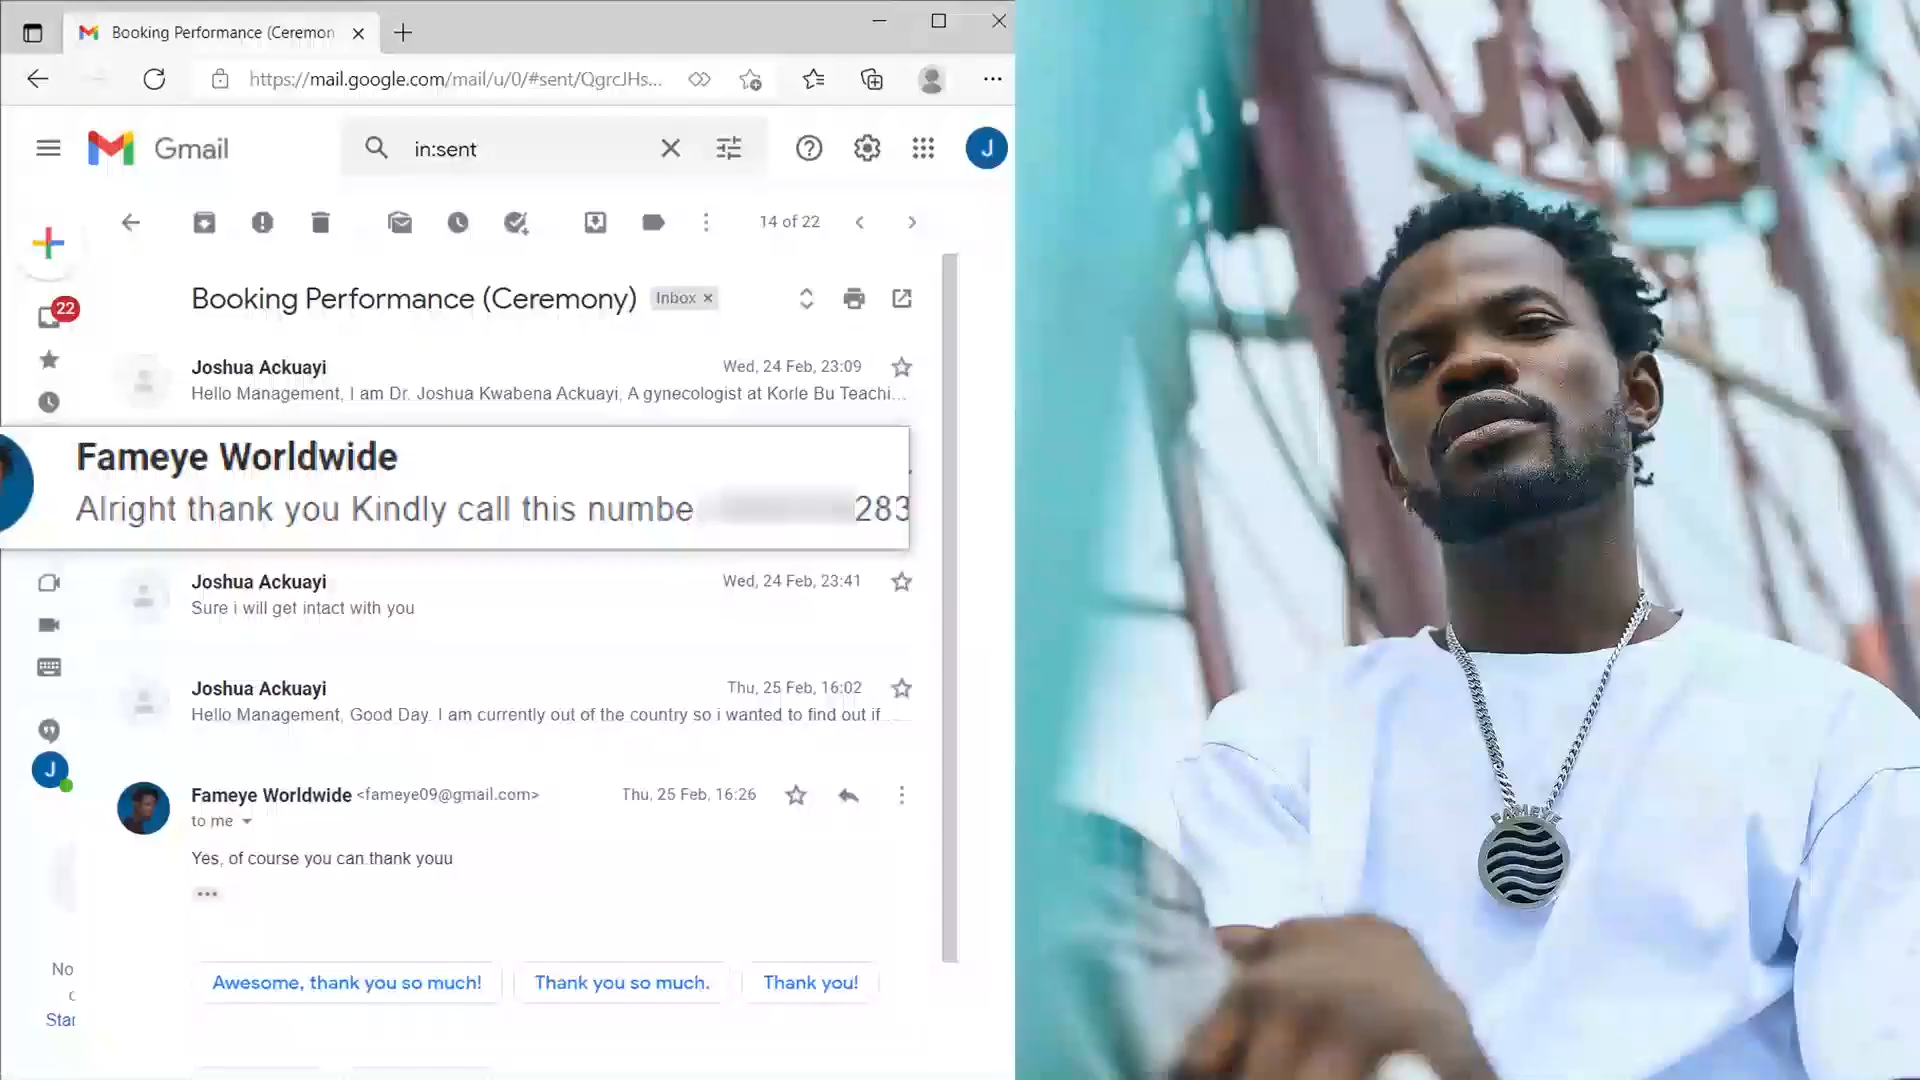 Booking Performance (Ceremon
https://mail.google.com/mail/u/0/#sent/QgrcJHs...
Gmail
in:sent
J
14 of 22
22
Booking Performance (Ceremony)
Inbox ×
Joshua Ackuayi
Wed, 24 Feb, 23:09
Hello Management, I am Dr. Joshua Kwabena Ackuayi, A gynecologist at Korle Bu Teachi...
Fameye Worldwide
Alright thank you Kindly call this numbe
283
Joshua Ackuayi
Wed, 24 Feb, 23:41
Sure i will get intact with you
Joshua Ackuayi
Thu, 25 Feb, 16:02
Hello Management, Good Day. I am currently out of the country so i wanted to find out if
J
Fameye Worldwide <fameye09@gmail.com>
Thu, 25 Feb, 16:26
to me
Yes, of course you can thank youu
No
c
Star
Awesome, thank you so much!
Thank you so much.
Thank you!
FAMEYE